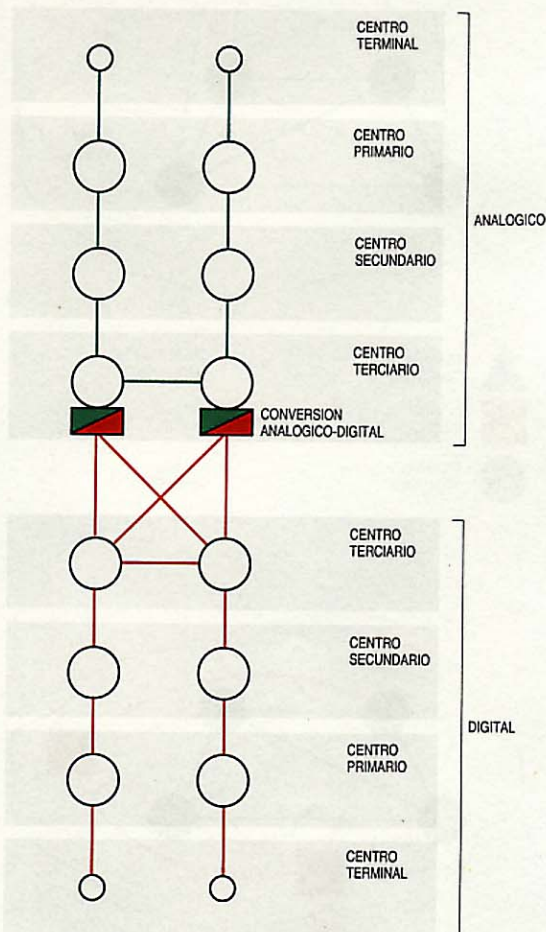 CENTRO
TERMINAL
CENTRO
PRIMARIO
ANALOGICO
CENTRO
SECUNDARIO
CENTRO
TERCIARIO
CONVERSION
ANALOGICO-DIGITAL
CENTRO
TERCIARIO
CENTRO
SECUNDARIO
DIGITAL
CENTRO
PRIMARIO
CENTRO
TERMINAL